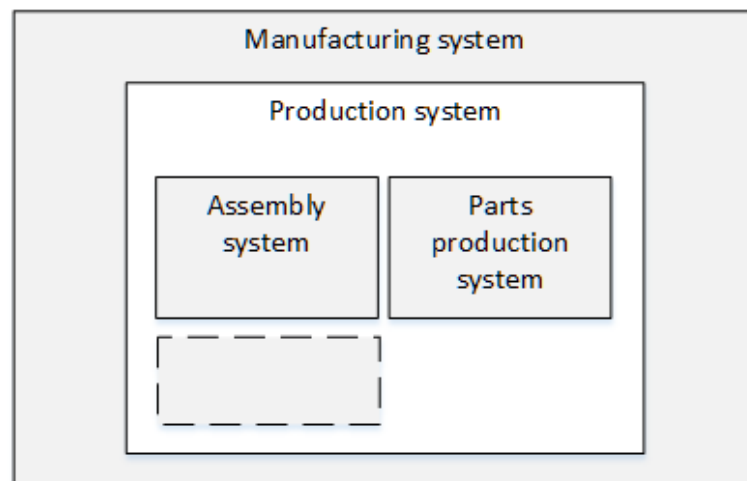 Manufacturing system
Production system
Assembly
system
Parts
production
system